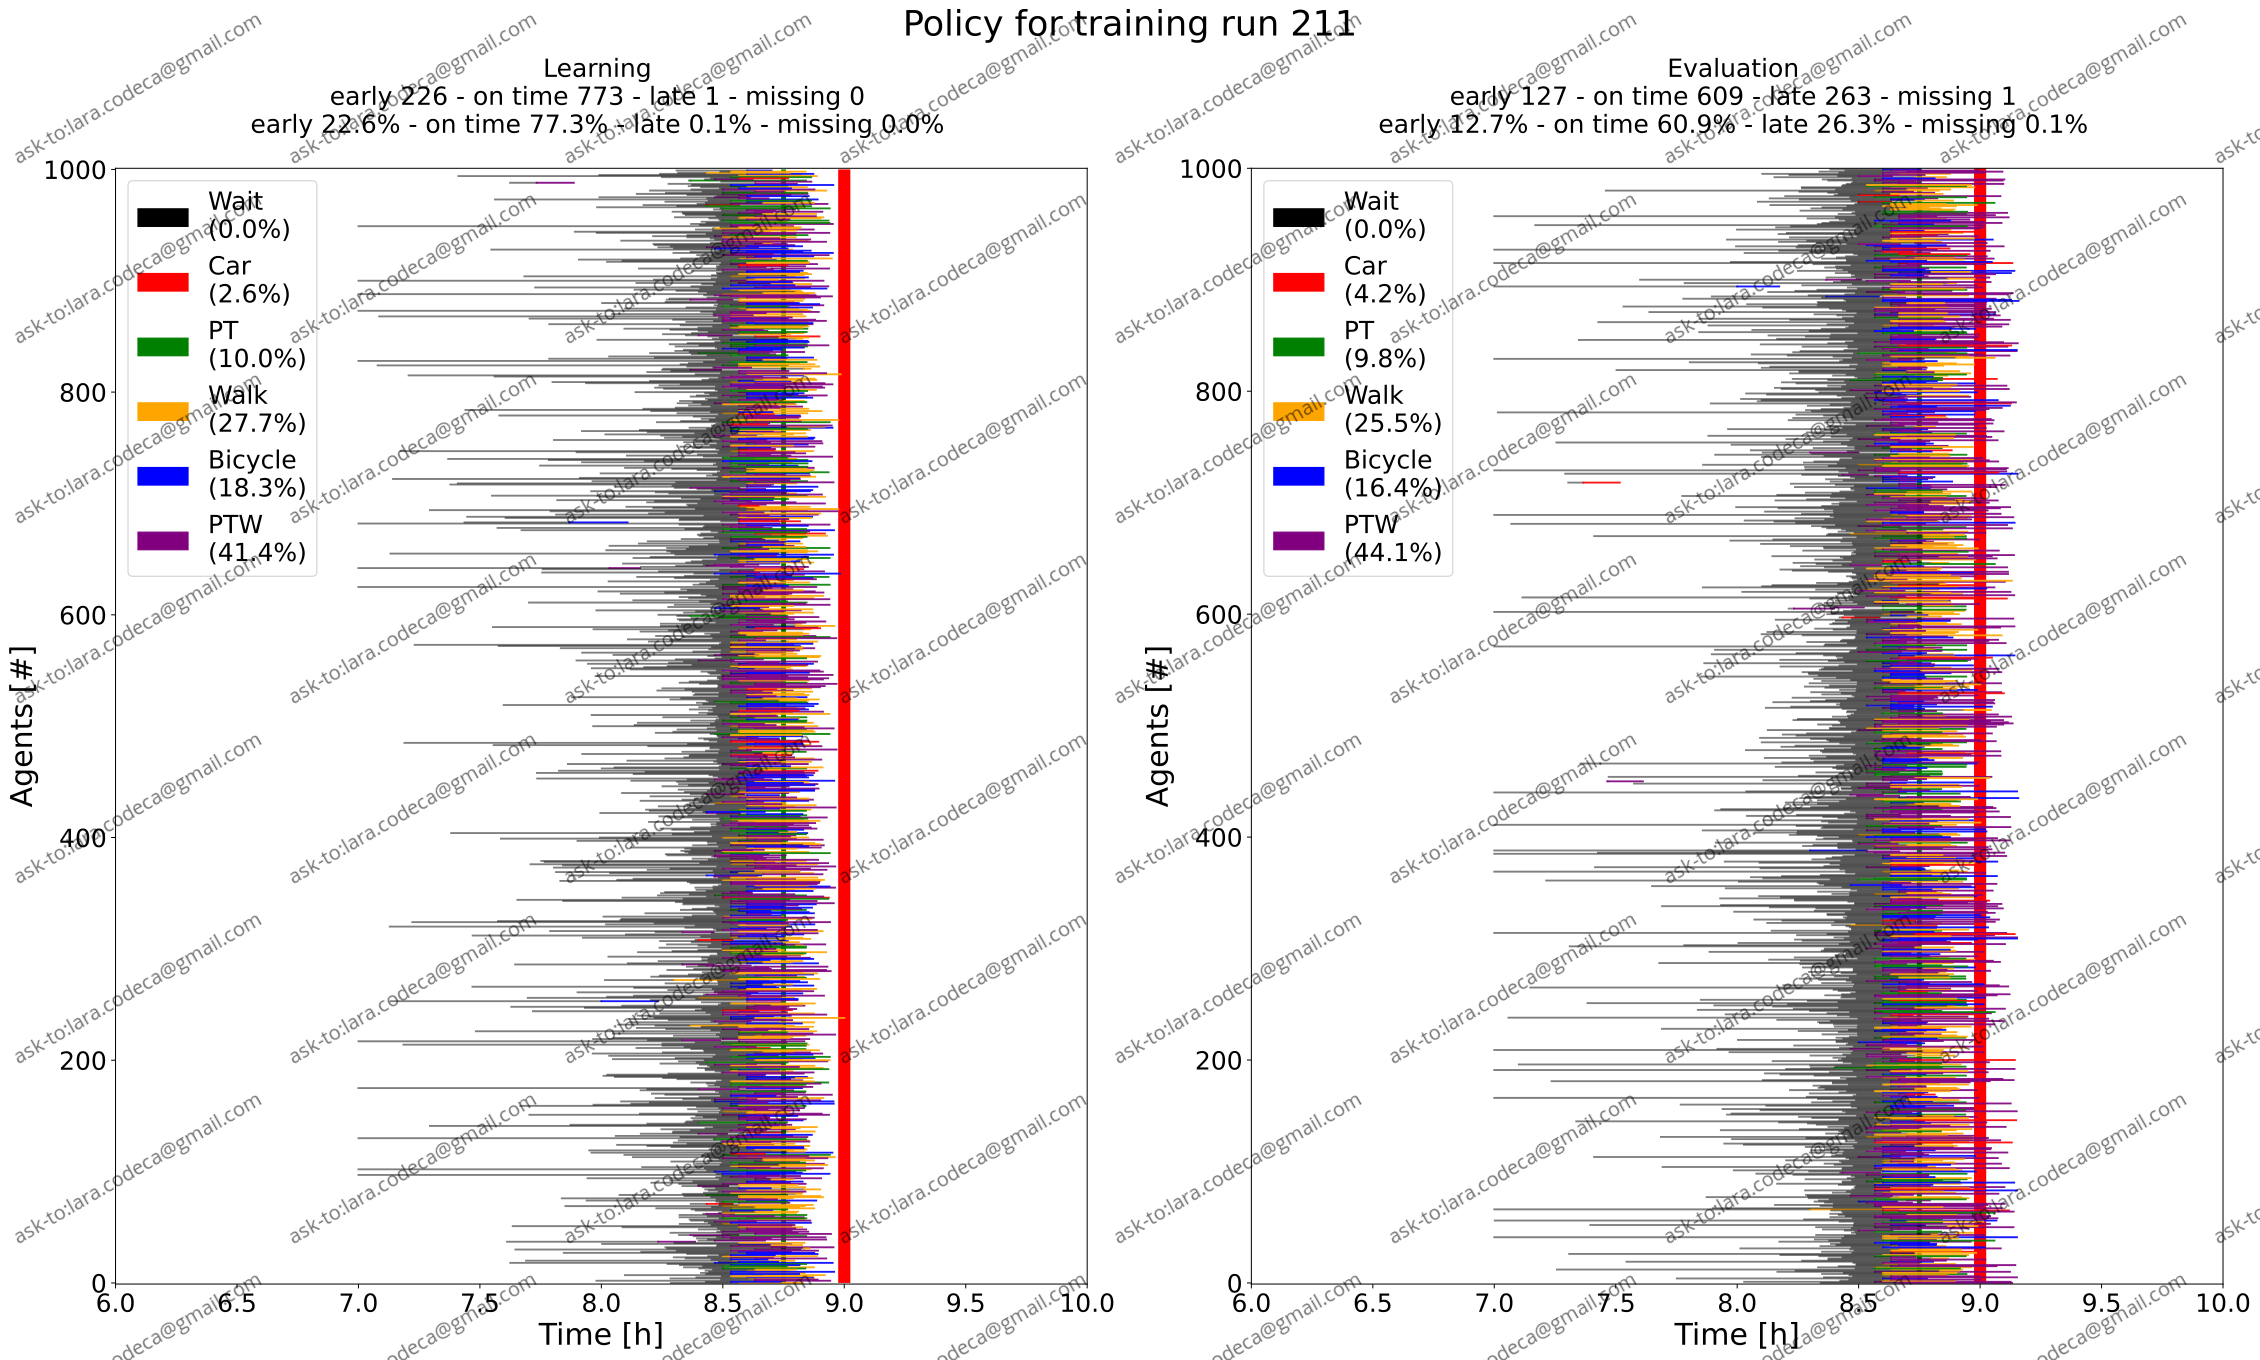 Policy for training run 211
Learning
early 226 - on time 773 - late 1 - missing 0
early 22.6% - on time 77.3% - late 0.1% - missing 0.0%
Evaluation
early 127 - on time 609 - late 263 - missing 1
early 12.7% - on time 60.9% - late 26.3% - missing 0.1%
Agents [#]
1000
800
600
400
200
0
Wait
(0.0%)
Car
(2.6%)
PT
(10.0%)
Walk
(27.7%)
Bicycle
(18.3%)
PTW
(41.4%)
6.0 6.5 7.0 7.5 8.0 8.5 9.0 9.5 10.0
Time [h]
Agents [#]
1000
800
600
400
200
0
Wait
(0.0%)
Car
(4.2%)
PT
(9.8%)
Walk
(25.5%)
Bicycle
(16.4%)
PTW
(44.1%)
6.0 6.5 7.0 7.5 8.0 8.5 9.0 9.5 10.0
Time [h]
ask-to:lara.codeca@gmail.com